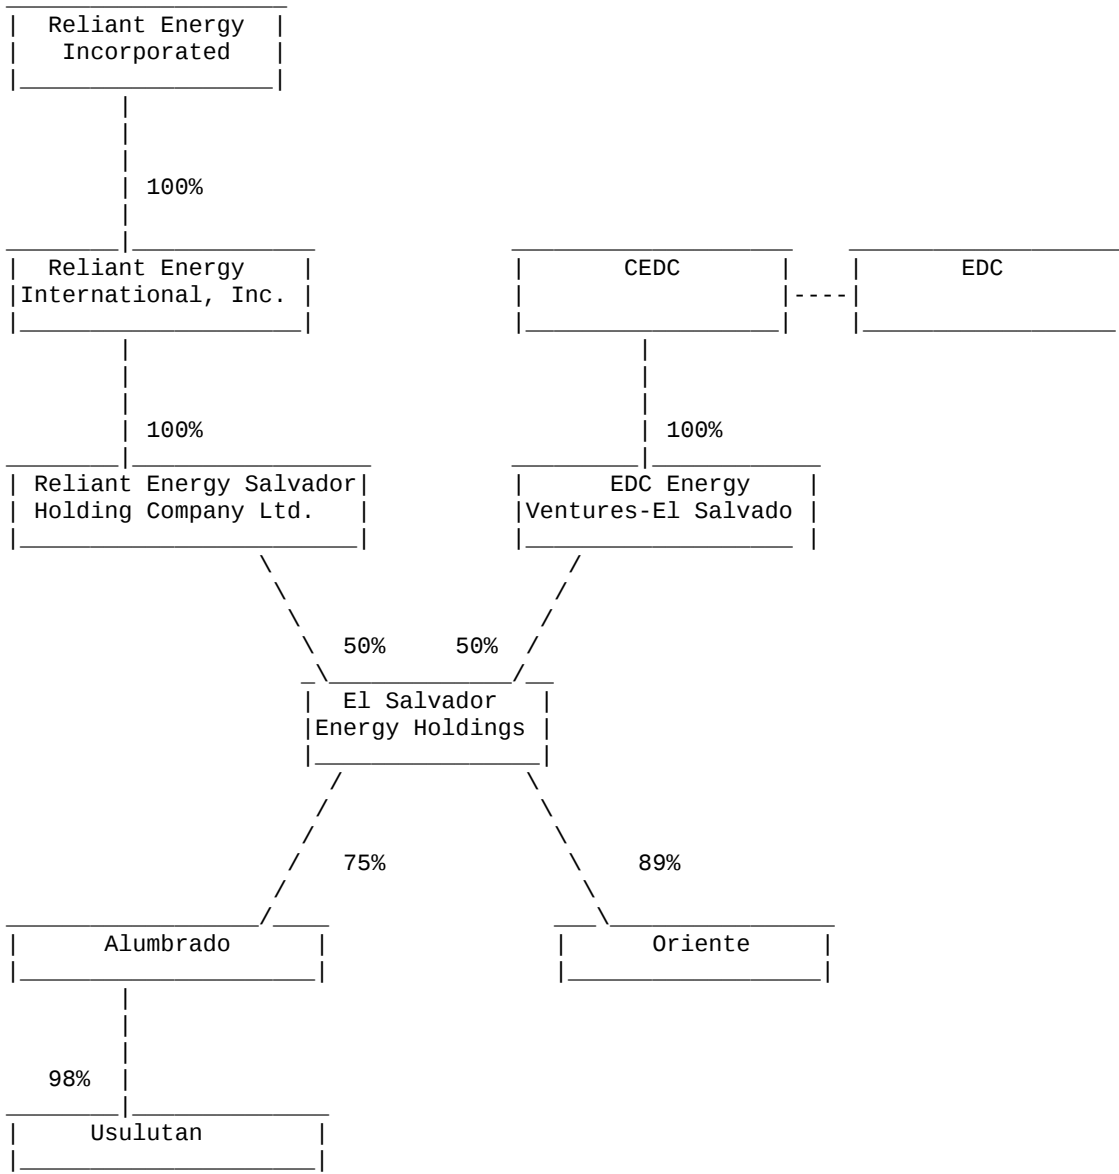 Reliant Energy
Incorporated
100%
Reliant Energy
International, Inc.
CEDC
EDC
100%
100%
Reliant Energy Salvador
Holding Company Ltd.
EDC Energy
Ventures-El Salvado
50% 50%
El Salvador
Energy Holdings
75% 89%
Alumbrado
Oriente
98%
Usulutan